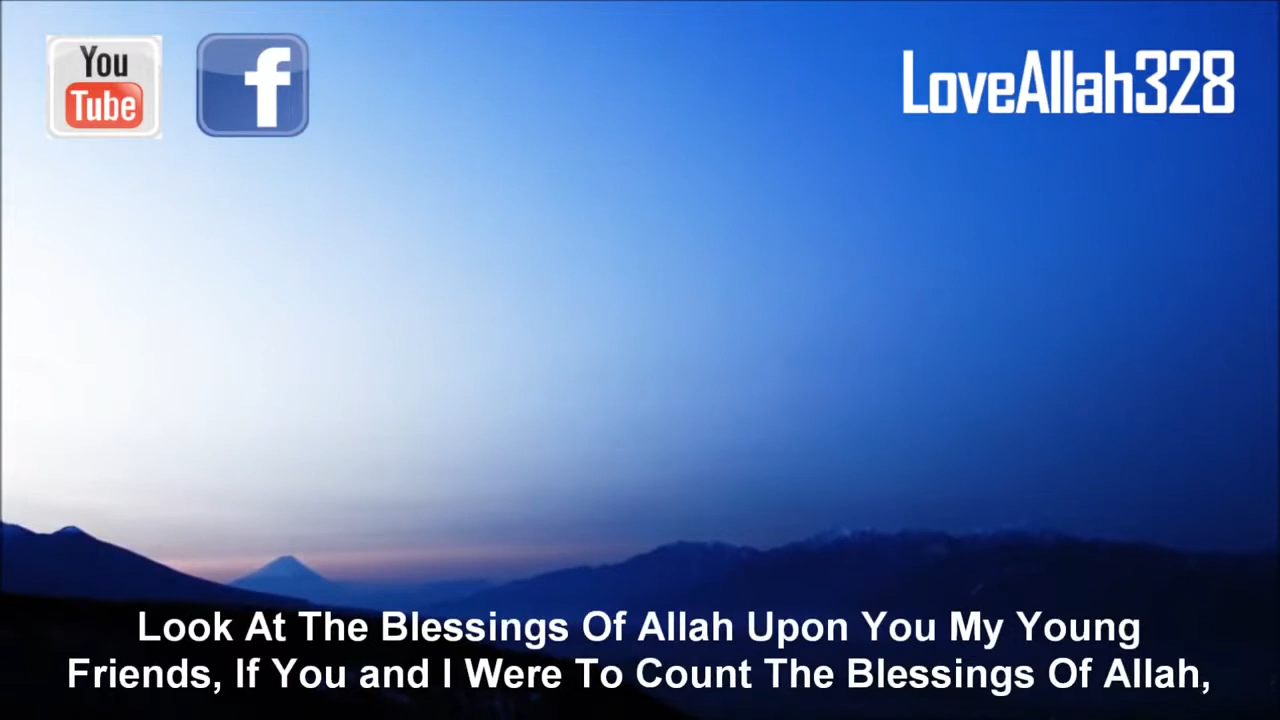 You
Tube
f
LoveAllah328
Look At The Blessings Of Allah Upon You My Young
Friends, If You and I Were To Count The Blessings Of Allah,